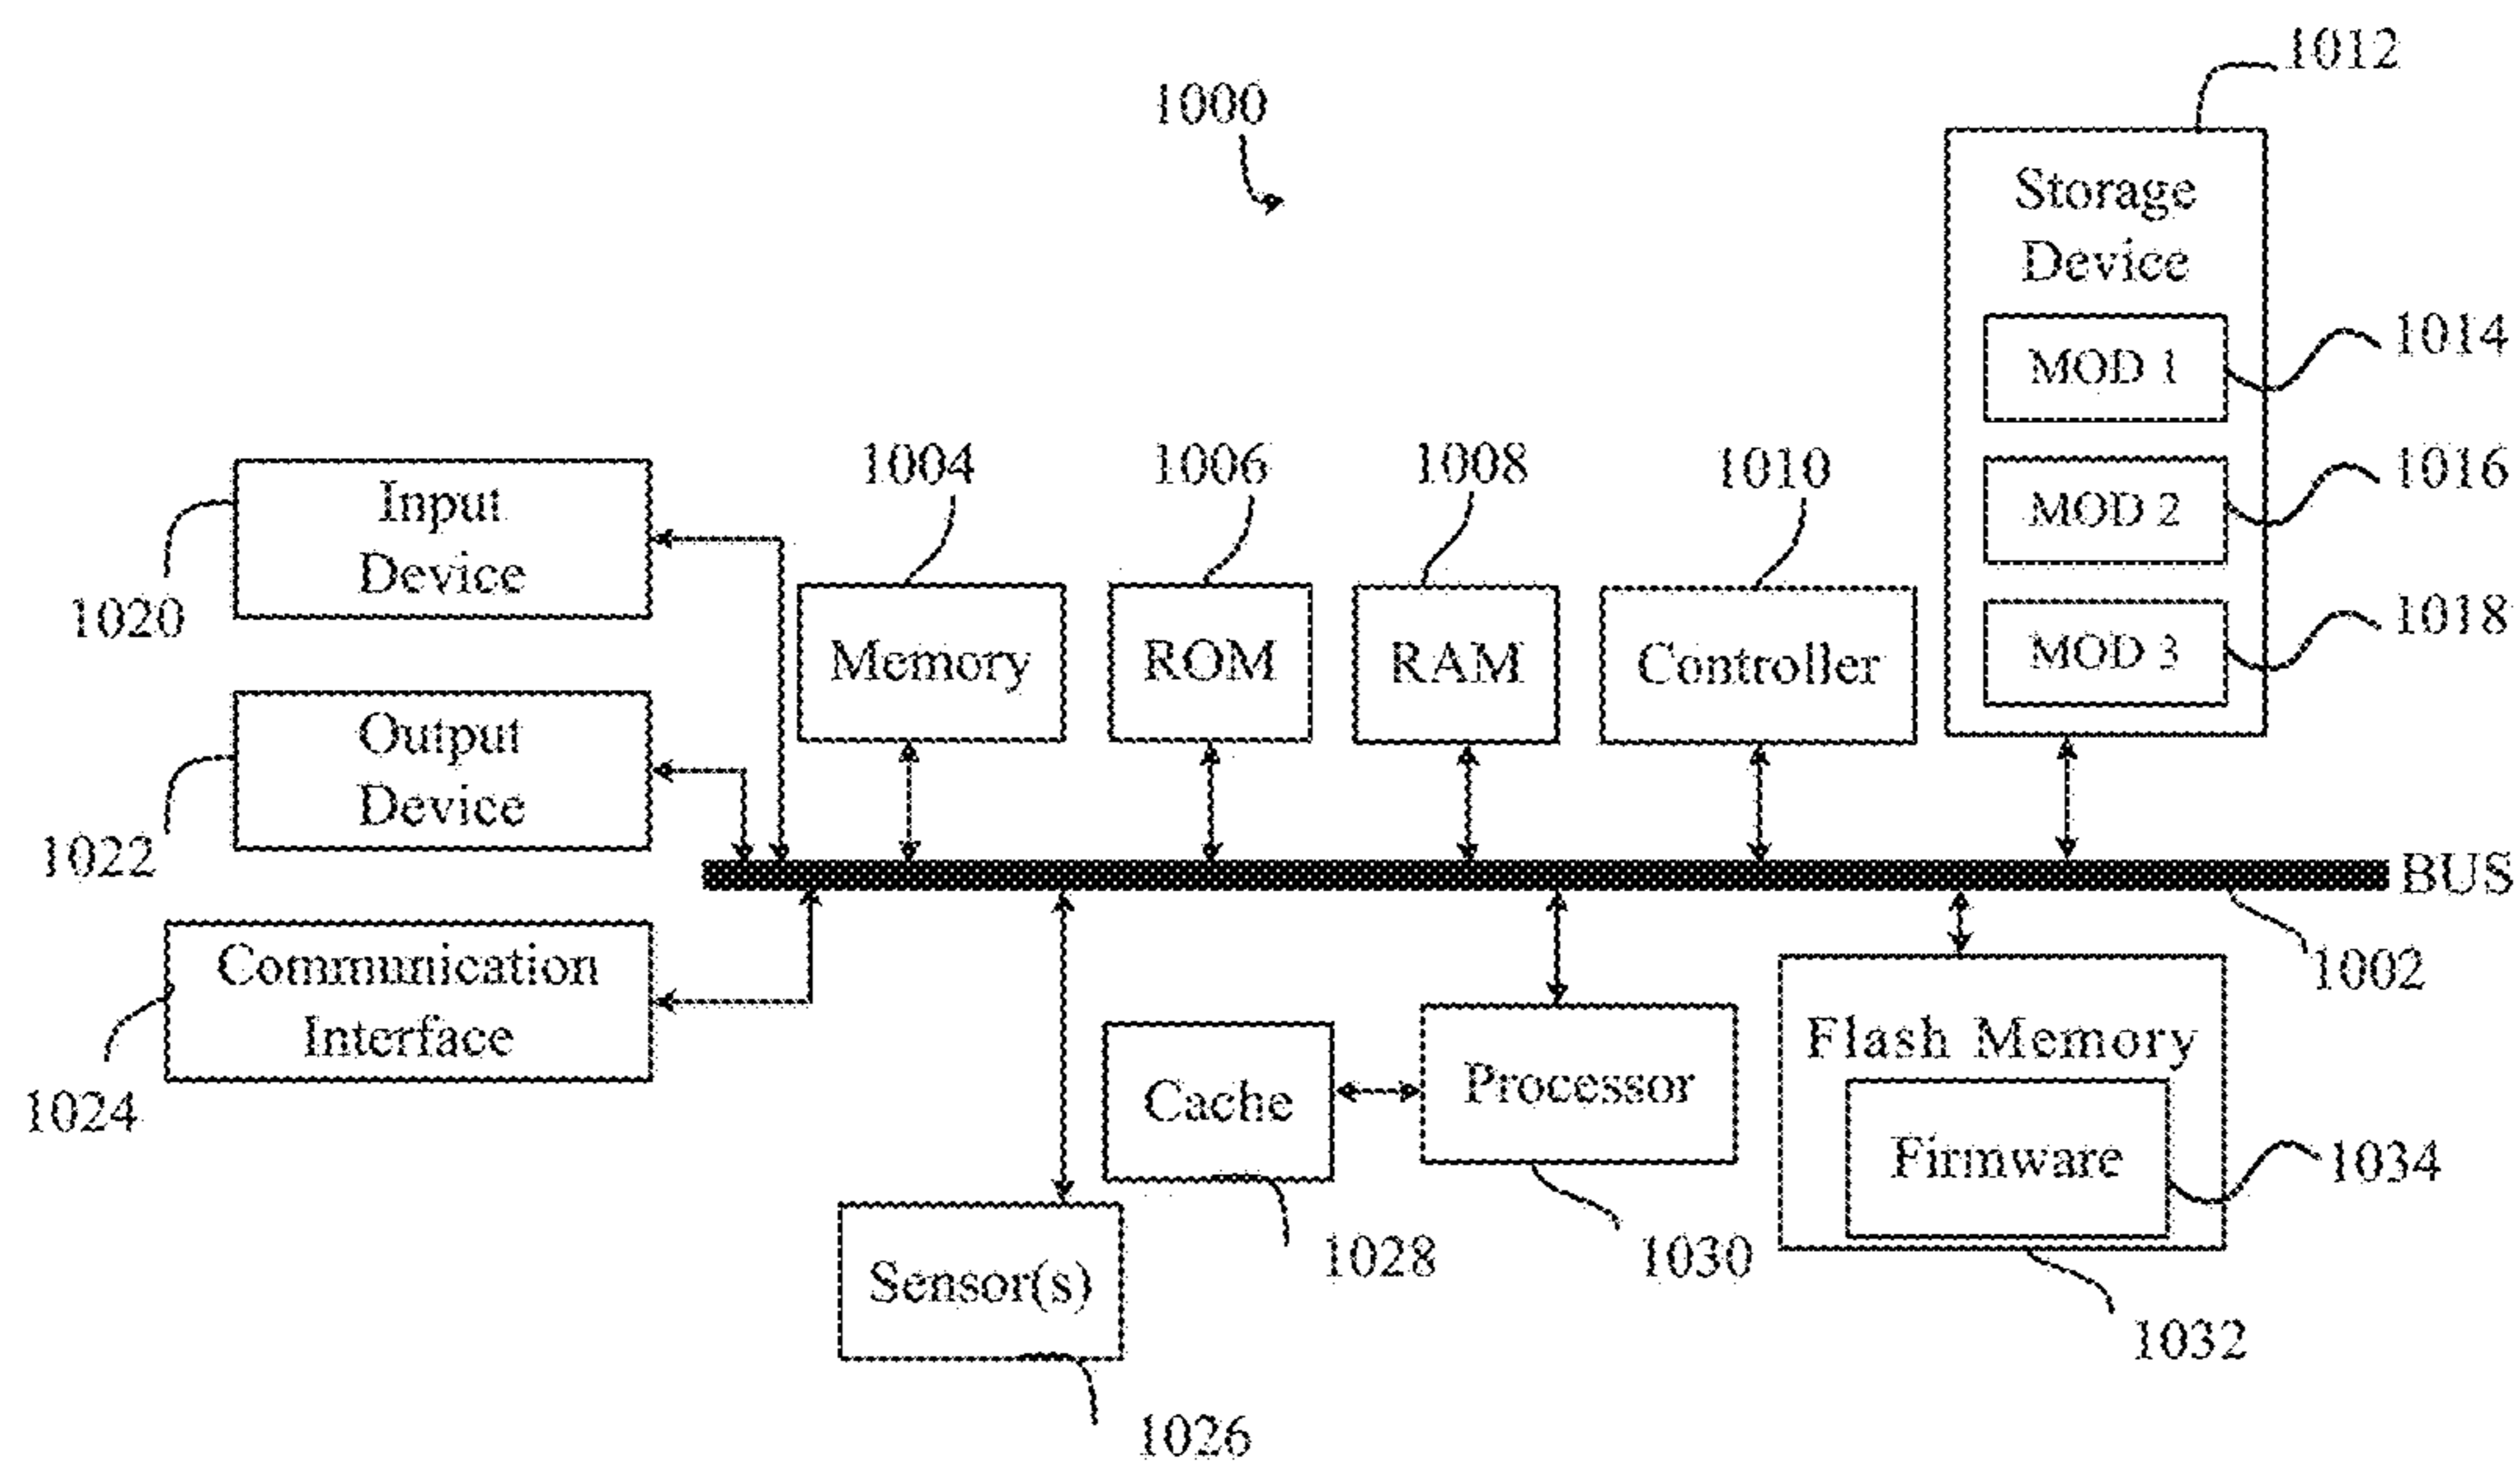 1012
1000
Storage
Device
MOD 1
1014
MOD 2
1016
MOD 3
1018
1004
1006
1008
1010
Input
Device
1020
Memory
ROM
RAM
Controller
Output
Device
1022
BUS
1002
Communication
Interface
1024
Cache
1028
Processor
1030
Flash Memory
Firmware
1034
1032
Sensor(s)
1026